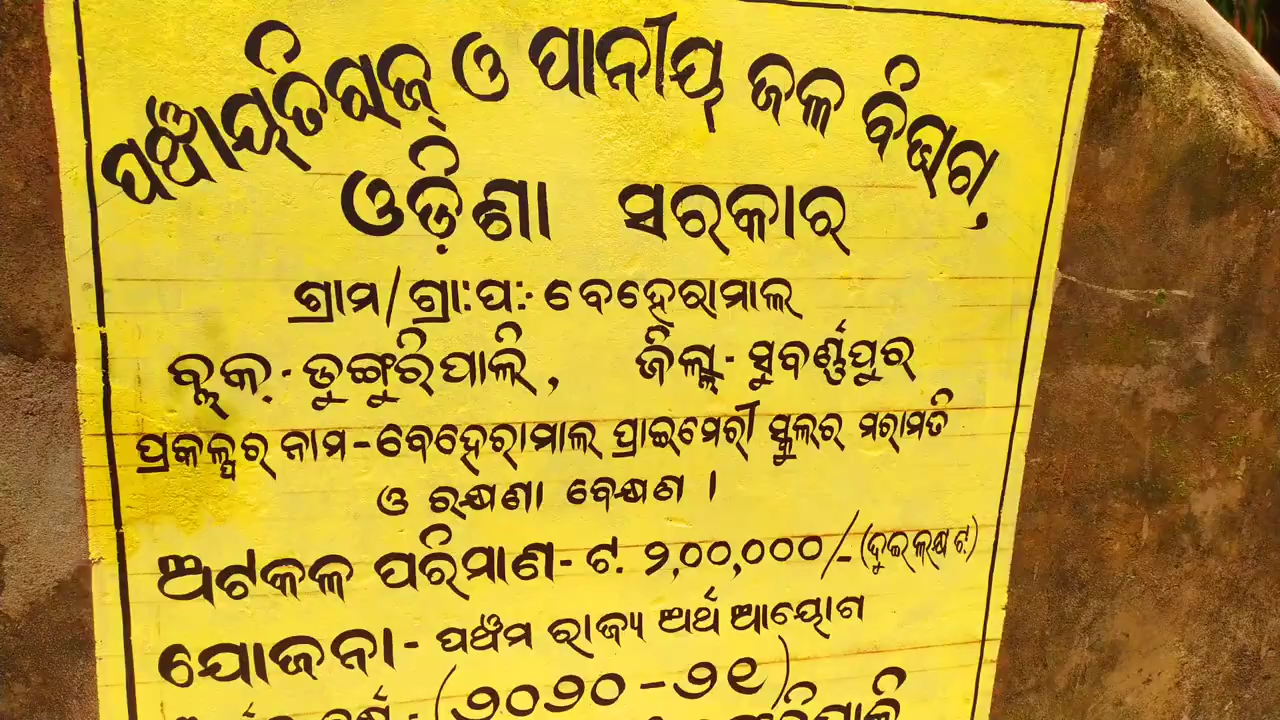 ପଞ୍ଚାୟତିରାଜ ଓ ପାନୀୟ ଜଳ ବିଭାଗ,
ଓଡ଼ିଶା ସରକାର
ଗ୍ରାମ/ଗ୍ରା:ପ:- ବେହେରାମାଲ
ବ୍ଲକ୍ - ଡୁଙ୍ଗୁରିପାଲି, ଜିଲ୍ଲା - ସୁବର୍ଣ୍ଣପୁର
ପ୍ରକଳ୍ପର ନାମ - ବେହେରାମାଲ ପ୍ରାଇମେରୀ ସ୍କୁଲର ମରାମତି
ଓ ରକ୍ଷଣା ବେକ୍ଷଣ ।
ଅଟକଳ ପରିମାଣ - ଟ. ୨,୦୦,୦୦୦/- (ଦୁଇ ଲକ୍ଷ ଟ.)
ଯୋଜନା - ପଞ୍ଚମ ରାଜ୍ୟ ଅର୍ଥ ଆୟୋଗ
(୨୦୨୦ - ୨୧)